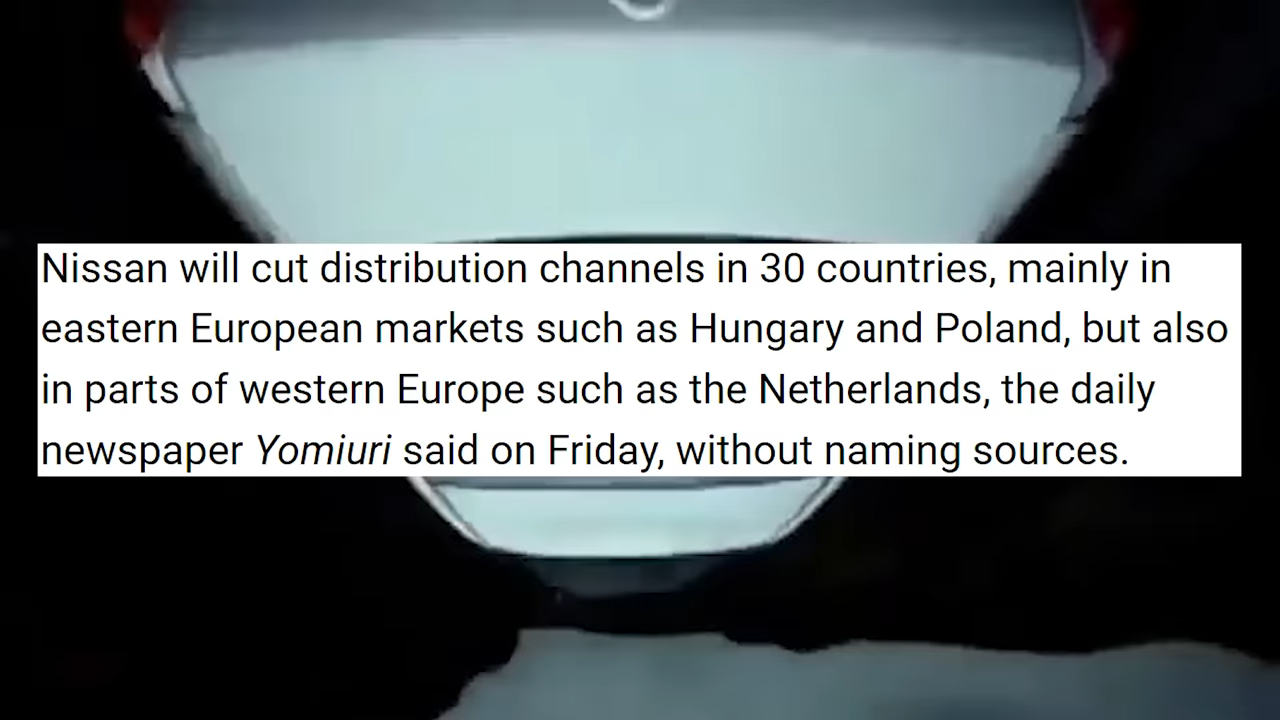 Nissan will cut distribution channels in 30 countries, mainly in
eastern European markets such as Hungary and Poland, but also
in parts of western Europe such as the Netherlands, the daily
newspaper Yomiuri said on Friday, without naming sources.